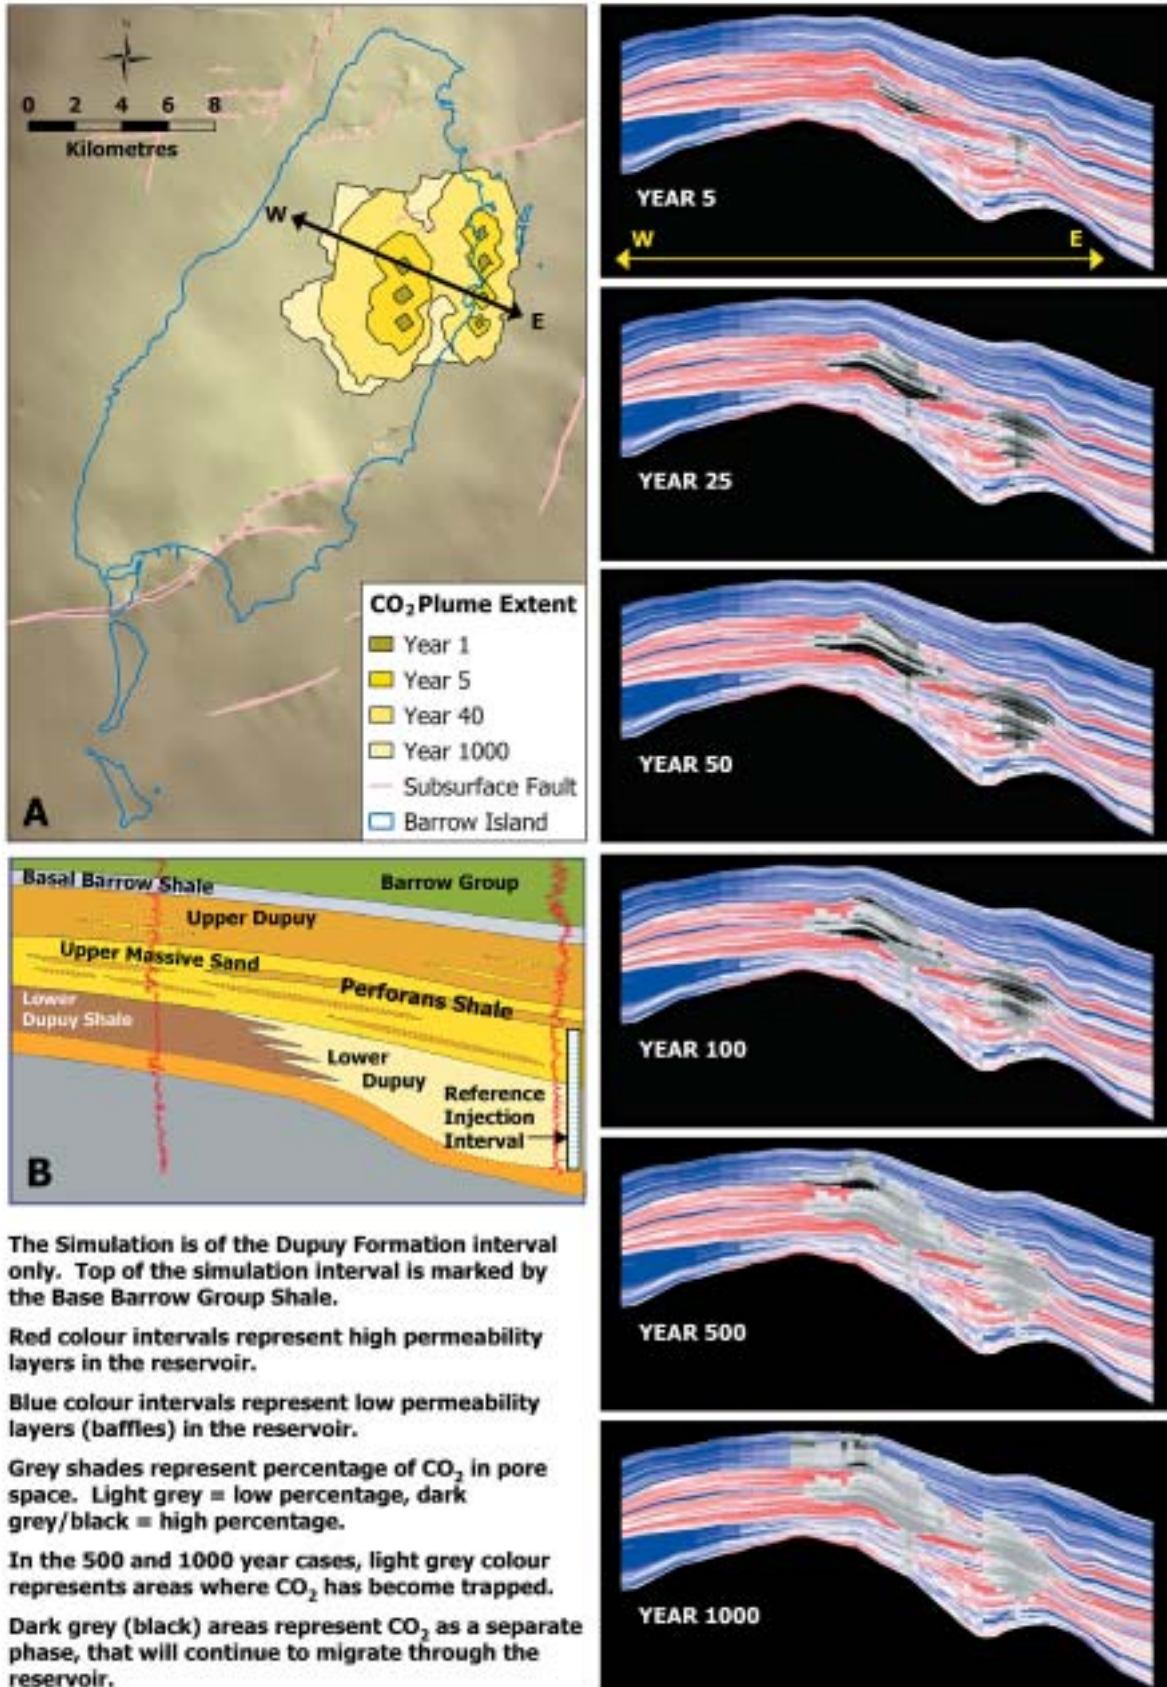 N
0 2 4 6 8
Kilometres
W
E
CO₂ Plume Extent
Year 1
Year 5
Year 40
Year 1000
Subsurface Fault
Barrow Island
A
Basal Barrow Shale
Barrow Group
Upper Dupuy
Upper Massive Sand
Perforans Shale
Lower
Dupuy Shale
Lower
Dupuy
Reference
Injection
Interval
B
The Simulation is of the Dupuy Formation interval
only. Top of the simulation interval is marked by
the Base Barrow Group Shale.
Red colour intervals represent high permeability
layers in the reservoir.
Blue colour intervals represent low permeability
layers (baffles) in the reservoir.
Grey shades represent percentage of CO₂ in pore
space. Light grey = low percentage, dark
grey/black = high percentage.
In the 500 and 1000 year cases, light grey colour
represents areas where CO₂ has become trapped.
Dark grey (black) areas represent CO₂ as a separate
phase, that will continue to migrate through the
reservoir.
YEAR 5
W E
YEAR 25
YEAR 50
YEAR 100
YEAR 500
YEAR 1000